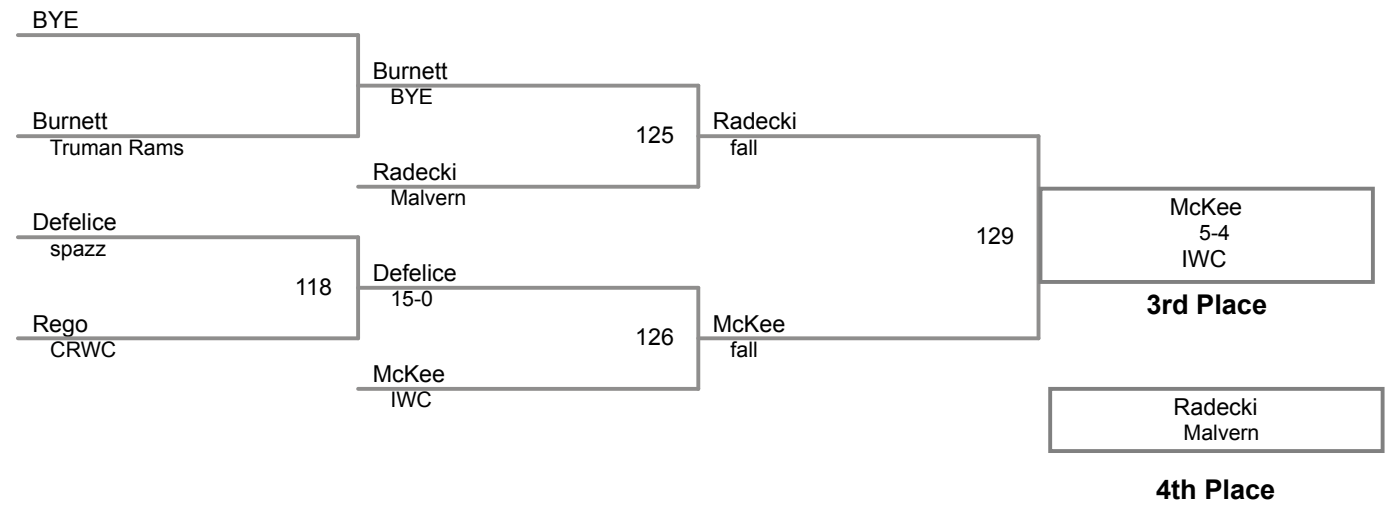 BYE
Burnett
BYE
Burnett
Truman Rams
125
Radecki
fall
Radecki
Malvern
Defelice
spazz
118
Defelice
15-0
Rego
CRWC
126
McKee
fall
McKee
IWC
129
McKee
5-4
IWC
3rd Place
Radecki
Malvern
4th Place